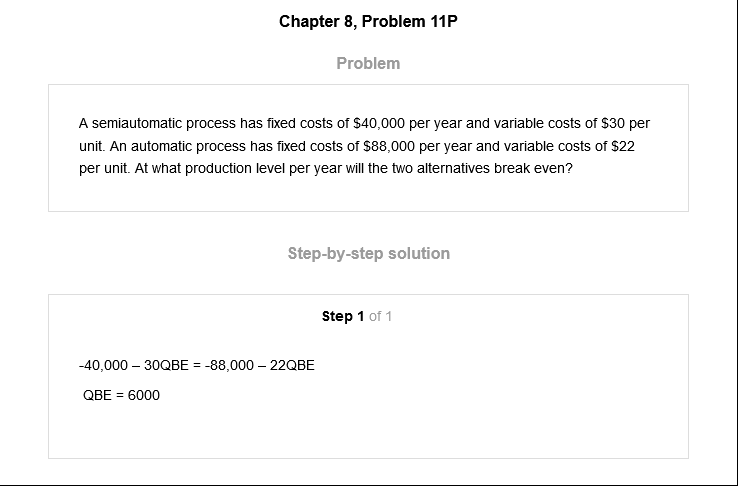 Chapter 8, Problem 11P
Problem
A semiautomatic process has fixed costs of $40,000 per year and variable costs of $30 per
unit. An automatic process has fixed costs of $88,000 per year and variable costs of $22
per unit. At what production level per year will the two alternatives break even?
Step-by-step solution
Step 1 of 1
-40,000 – 30QBE = -88,000 – 22QBE
QBE = 6000